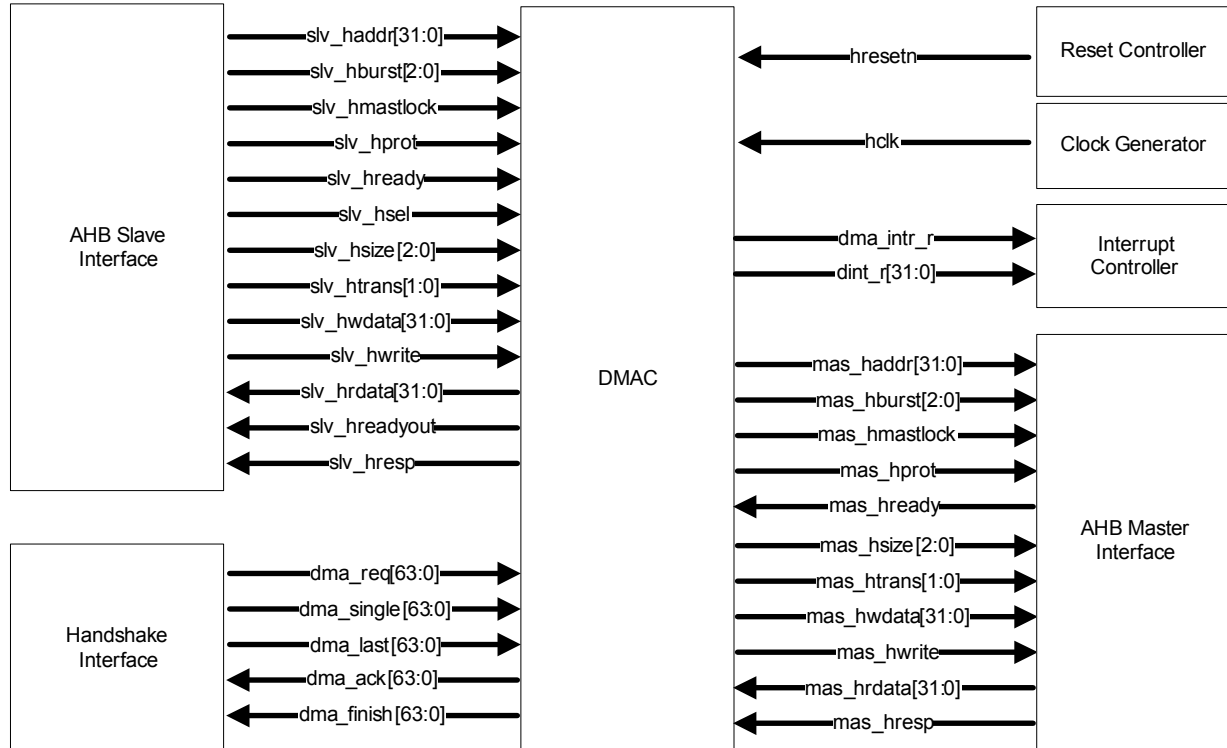 AHB Slave
Interface
slv_haddr[31:0]
slv_hburst[2:0]
slv_hmastlock
slv_hprot
slv_hready
slv_hsel
slv_hsize[2:0]
slv_htrans[1:0]
slv_hwdata[31:0]
slv_hwrite
slv_hrdata[31:0]
slv_hreadyout
slv_hresp
Handshake
Interface
dma_req[63:0]
dma_single[63:0]
dma_last[63:0]
dma_ack[63:0]
dma_finish[63:0]
DMAC
hresetn
Reset Controller
hclk
Clock Generator
dma_intr_r
dint_r[31:0]
Interrupt
Controller
mas_haddr[31:0]
mas_hburst[2:0]
mas_hmastlock
mas_hprot
mas_hready
mas_hsize[2:0]
mas_htrans[1:0]
mas_hwdata[31:0]
mas_hwrite
mas_hrdata[31:0]
mas_hresp
AHB Master
Interface